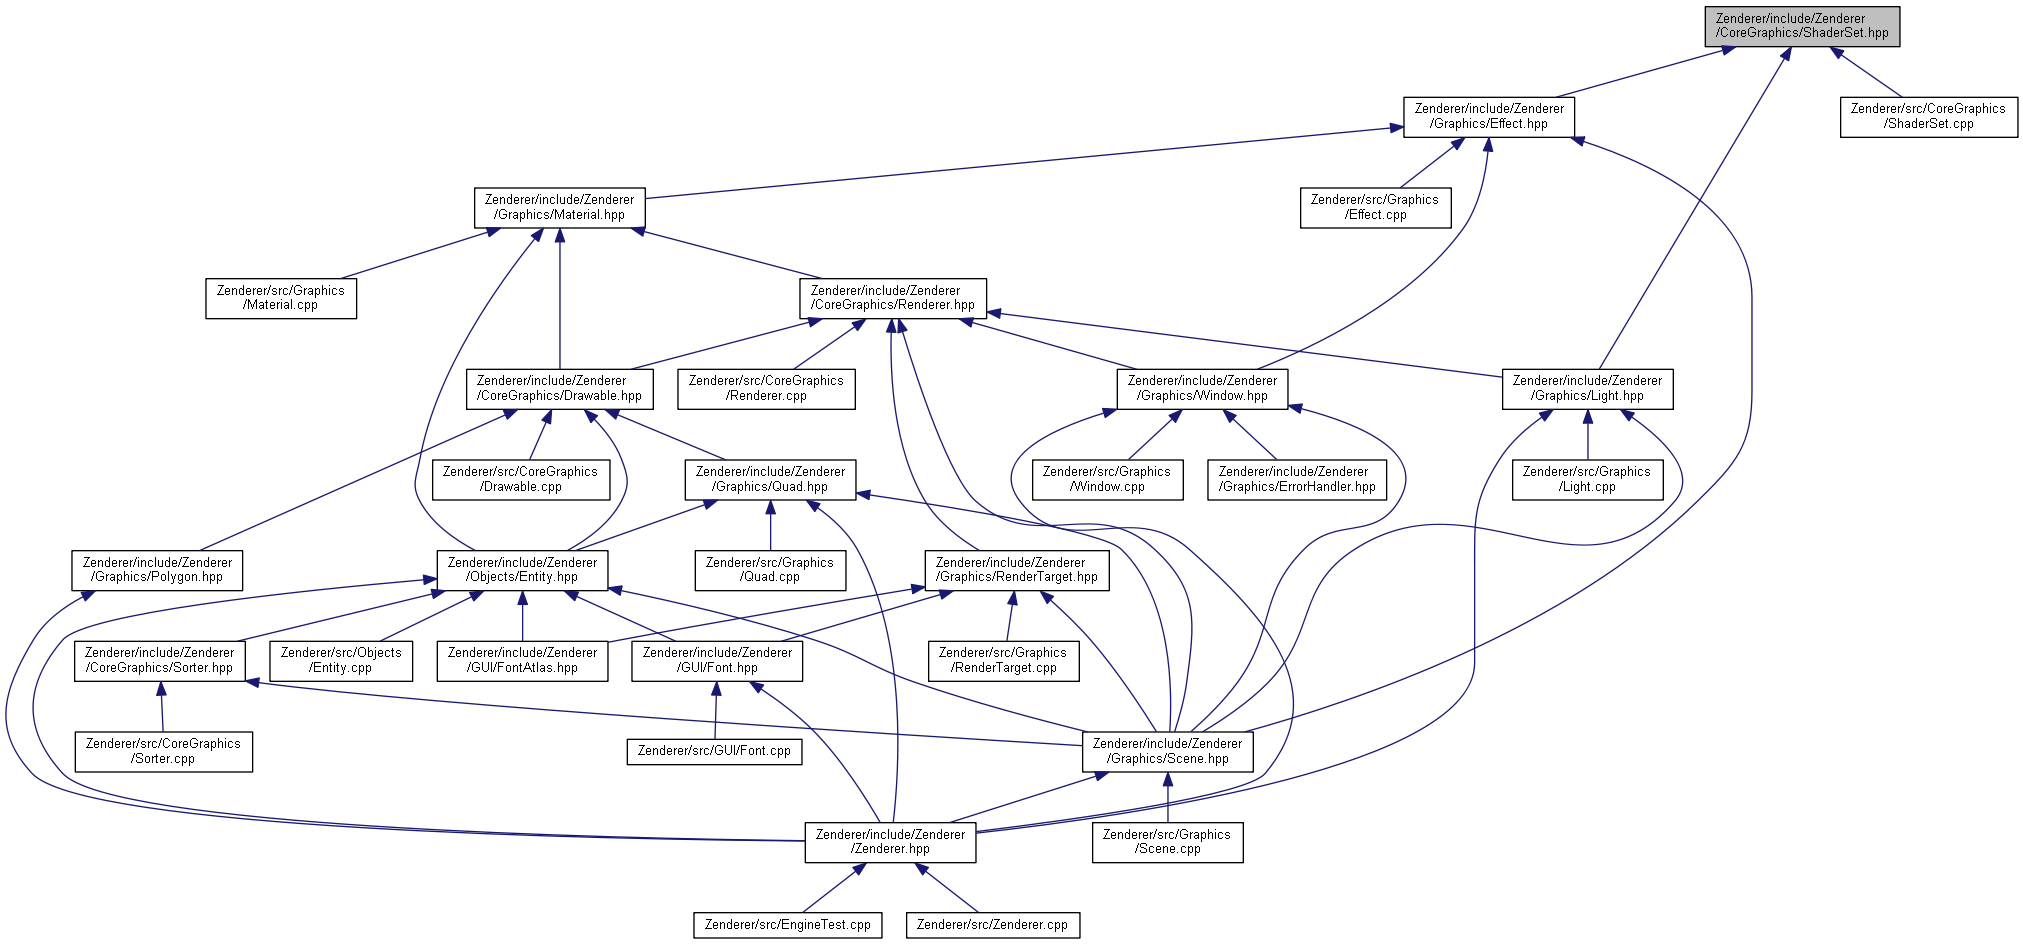 Zenderer/include/Zenderer
/CoreGraphics/ShaderSet.hpp
Zenderer/include/Zenderer
/Graphics/Effect.hpp
Zenderer/src/CoreGraphics
/ShaderSet.cpp
Zenderer/include/Zenderer
/Graphics/Material.hpp
Zenderer/src/Graphics
/Effect.cpp
Zenderer/src/Graphics
/Material.cpp
Zenderer/include/Zenderer
/CoreGraphics/Renderer.hpp
Zenderer/include/Zenderer
/CoreGraphics/Drawable.hpp
Zenderer/src/CoreGraphics
/Renderer.cpp
Zenderer/include/Zenderer
/Graphics/Window.hpp
Zenderer/include/Zenderer
/Graphics/Light.hpp
Zenderer/src/CoreGraphics
/Drawable.cpp
Zenderer/include/Zenderer
/Graphics/Quad.hpp
Zenderer/src/Graphics
/Window.cpp
Zenderer/include/Zenderer
/Graphics/ErrorHandler.hpp
Zenderer/src/Graphics
/Light.cpp
Zenderer/include/Zenderer
/Graphics/Polygon.hpp
Zenderer/include/Zenderer
/Objects/Entity.hpp
Zenderer/src/Graphics
/Quad.cpp
Zenderer/include/Zenderer
/Graphics/RenderTarget.hpp
Zenderer/include/Zenderer
/CoreGraphics/Sorter.hpp
Zenderer/src/Objects
/Entity.cpp
Zenderer/include/Zenderer
/GUI/FontAtlas.hpp
Zenderer/include/Zenderer
/GUI/Font.hpp
Zenderer/src/Graphics
/RenderTarget.cpp
Zenderer/src/CoreGraphics
/Sorter.cpp
Zenderer/src/GUI/Font.cpp
Zenderer/include/Zenderer
/Graphics/Scene.hpp
Zenderer/include/Zenderer
/Zenderer.hpp
Zenderer/src/Graphics
/Scene.cpp
Zenderer/src/EngineTest.cpp
Zenderer/src/Zenderer.cpp